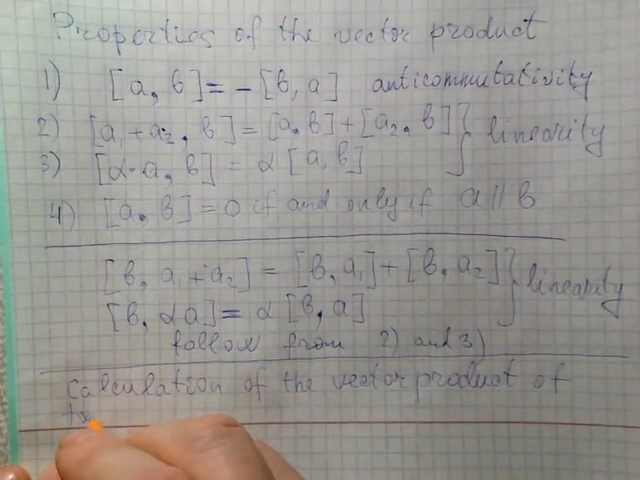 Properties of the vector product
1) [a, b] = - [b, a] anticommutativity
2) [a₁ + a₂, b] = [a, b] + [a₂, b] } linearity
3) [α·a, b] = α [a, b]
4) [a, b] = 0 if and only if a || b
[b, a₁ + a₂] = [b, a₁] + [b, a₂] } linearity
[b, αa] = α [b, a]
follow from 2) and 3)
Calculation of the vector product of